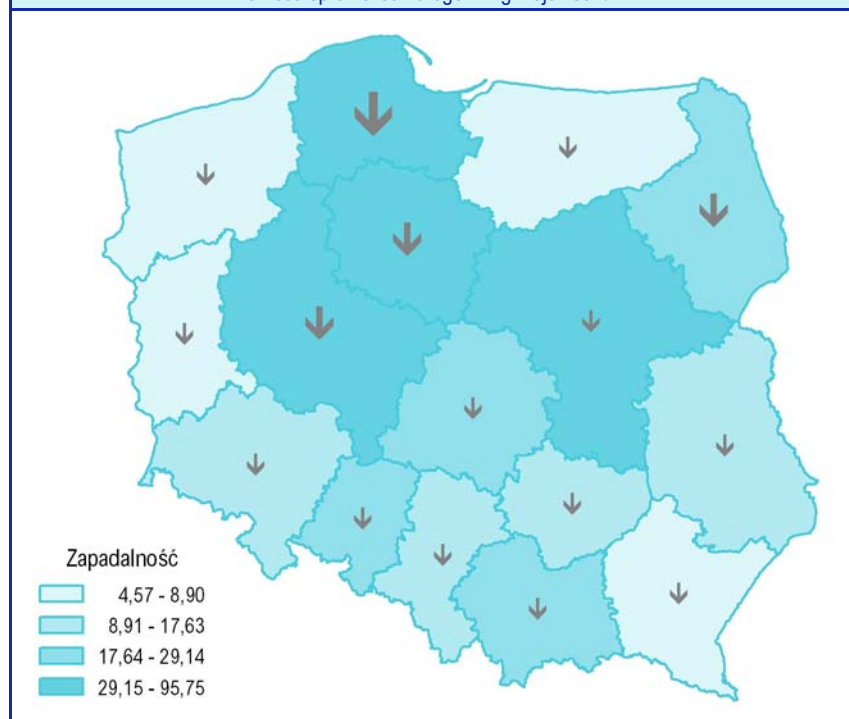 Zapadalność
4,57 - 8,90
8,91 - 17,63
17,64 - 29,14
29,15 - 95,75